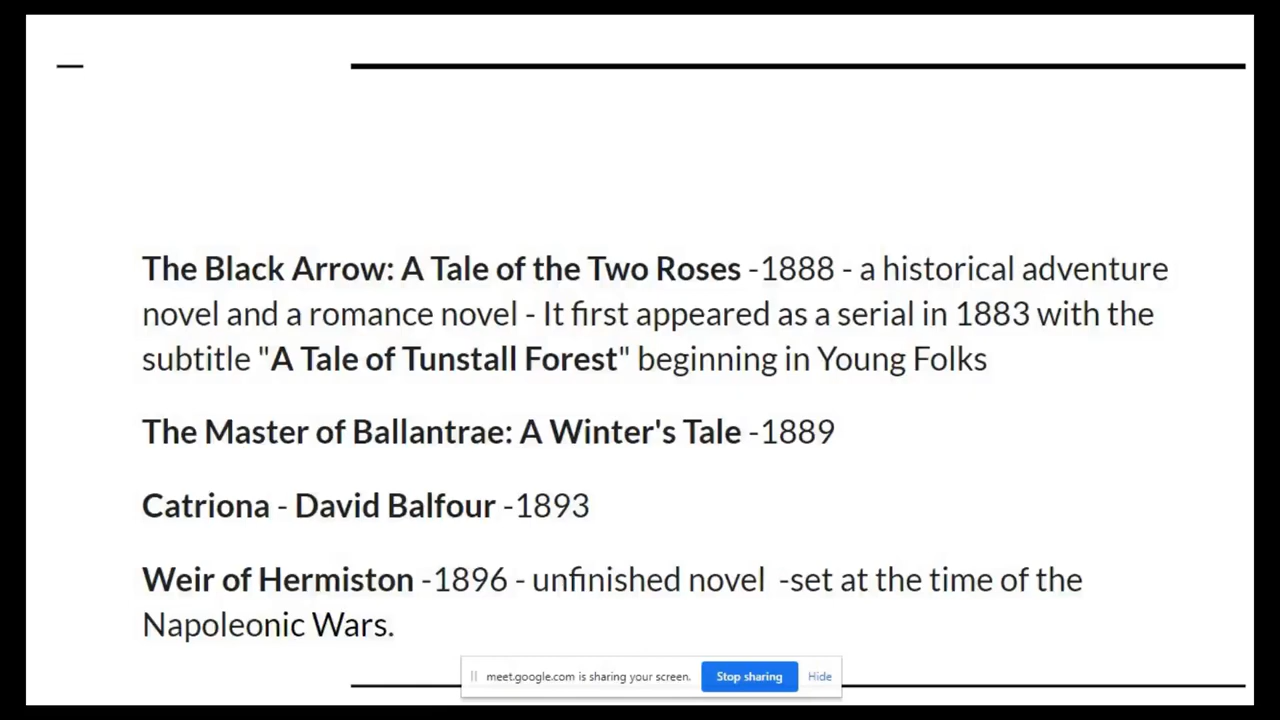 The Black Arrow: A Tale of the Two Roses -1888 - a historical adventure
novel and a romance novel - It first appeared as a serial in 1883 with the
subtitle "A Tale of Tunstall Forest" beginning in Young Folks
The Master of Ballantrae: A Winter's Tale -1889
Catriona - David Balfour -1893
Weir of Hermiston -1896 - unfinished novel  -set at the time of the
Napoleonic Wars.
meet.google.com is sharing your screen. Stop sharing Hide